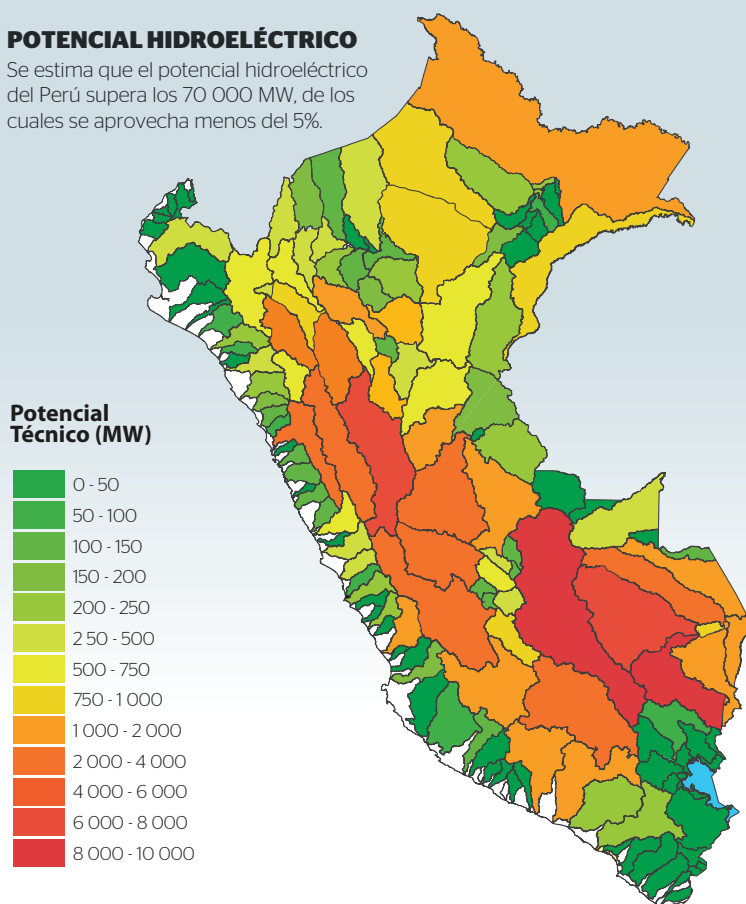 POTENCIAL HIDROELÉCTRICO
Se estima que el potencial hidroeléctrico
del Perú supera los 70 000 MW, de los
cuales se aprovecha menos del 5%.
Potencial
Técnico (MW)
0 - 50
50 - 100
100 - 150
150 - 200
200 - 250
2 50 - 500
500 - 750
750 - 1 000
1 000 - 2 000
2 000 - 4 000
4 000 - 6 000
6 000 - 8 000
8 000 - 10 000